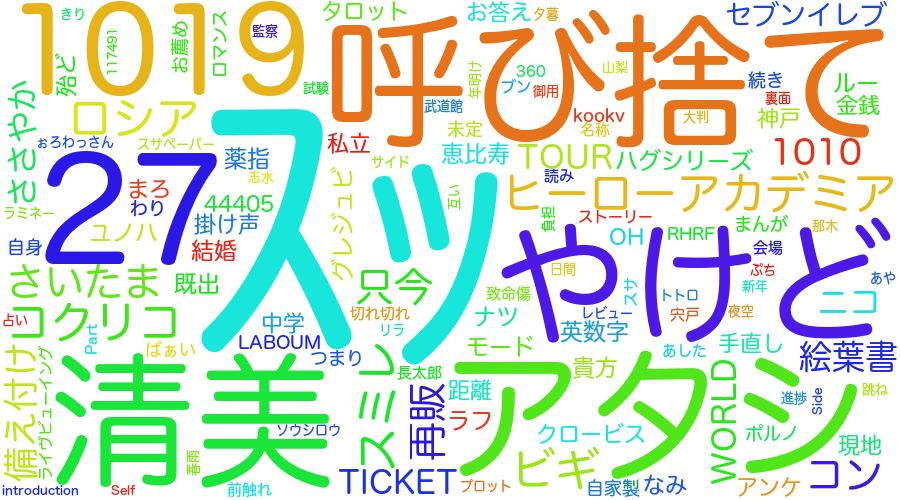 きり
1019
117491
お薦め
ロマンス
監察
タロット
お答え
夕暮
セブンイレブ
呼び捨て
殆ど
試験
武道館
年明け
360
ブン
御用
山梨
続き
裏面
ルー
金銭
ささやか
ロシア
ぉろわっさん
スサペーパー
私立
未定
kookv
名称
大判
神戸
27
スツ
薬指
志水
サイド
恵比寿
TOUR
ハグシリーズ
1010
まろ
わり
44405
グレジュビ
互い
読み
ヒーローアカデミア
ラミネー
ユノハ
掛け声
負担
ストーリー
OH
RHRF
まんが
那木
自身
結婚
やけど
会場
さいたま
既出
只今
日間
ぷち
あや
致命傷
スサ
トトロ
新年
ニコ
占い
コクリコ
中学
切れ切れ
リラ
ナツ
レビュー
英数字
宍戸
夜空
Part
ばぁい
LABOUM
つまり
モード
あした
手直し
絵葉書
備え付け
ライヴビューイング
清美
スミレ
長太郎
再販
距離
アタシ
貴方
WORLD
進捗
Side
跳ね
ソウシロウ
ラフ
クロービス
ポルノ
現地
春雨
TICKET
ビギ
コン
introduction
Self
前触れ
プロット
自家製
なみ
アンケ